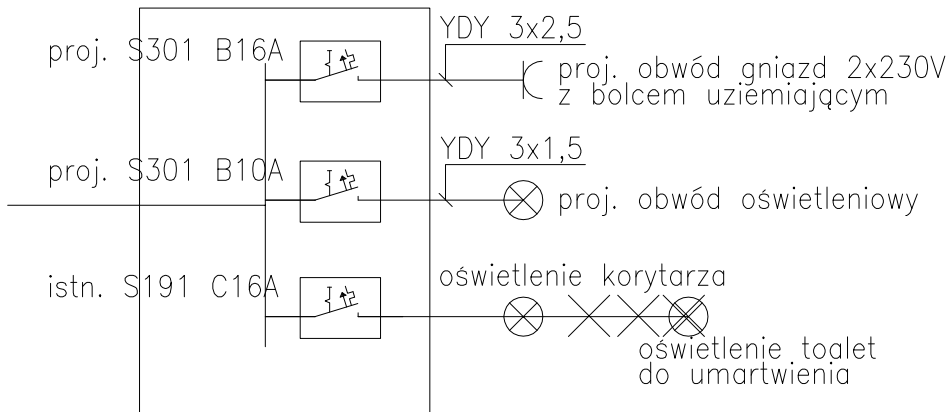 YDY 3x2,5
proj. S301 B16A
proj. obwód gniazd 2x230V
z bolcem uziemiającym
YDY 3x1,5
proj. S301 B10A
proj. obwód oświetleniowy
istn. S191 C16A
oświetlenie korytarza
oświetlenie toalet
do umartwienia